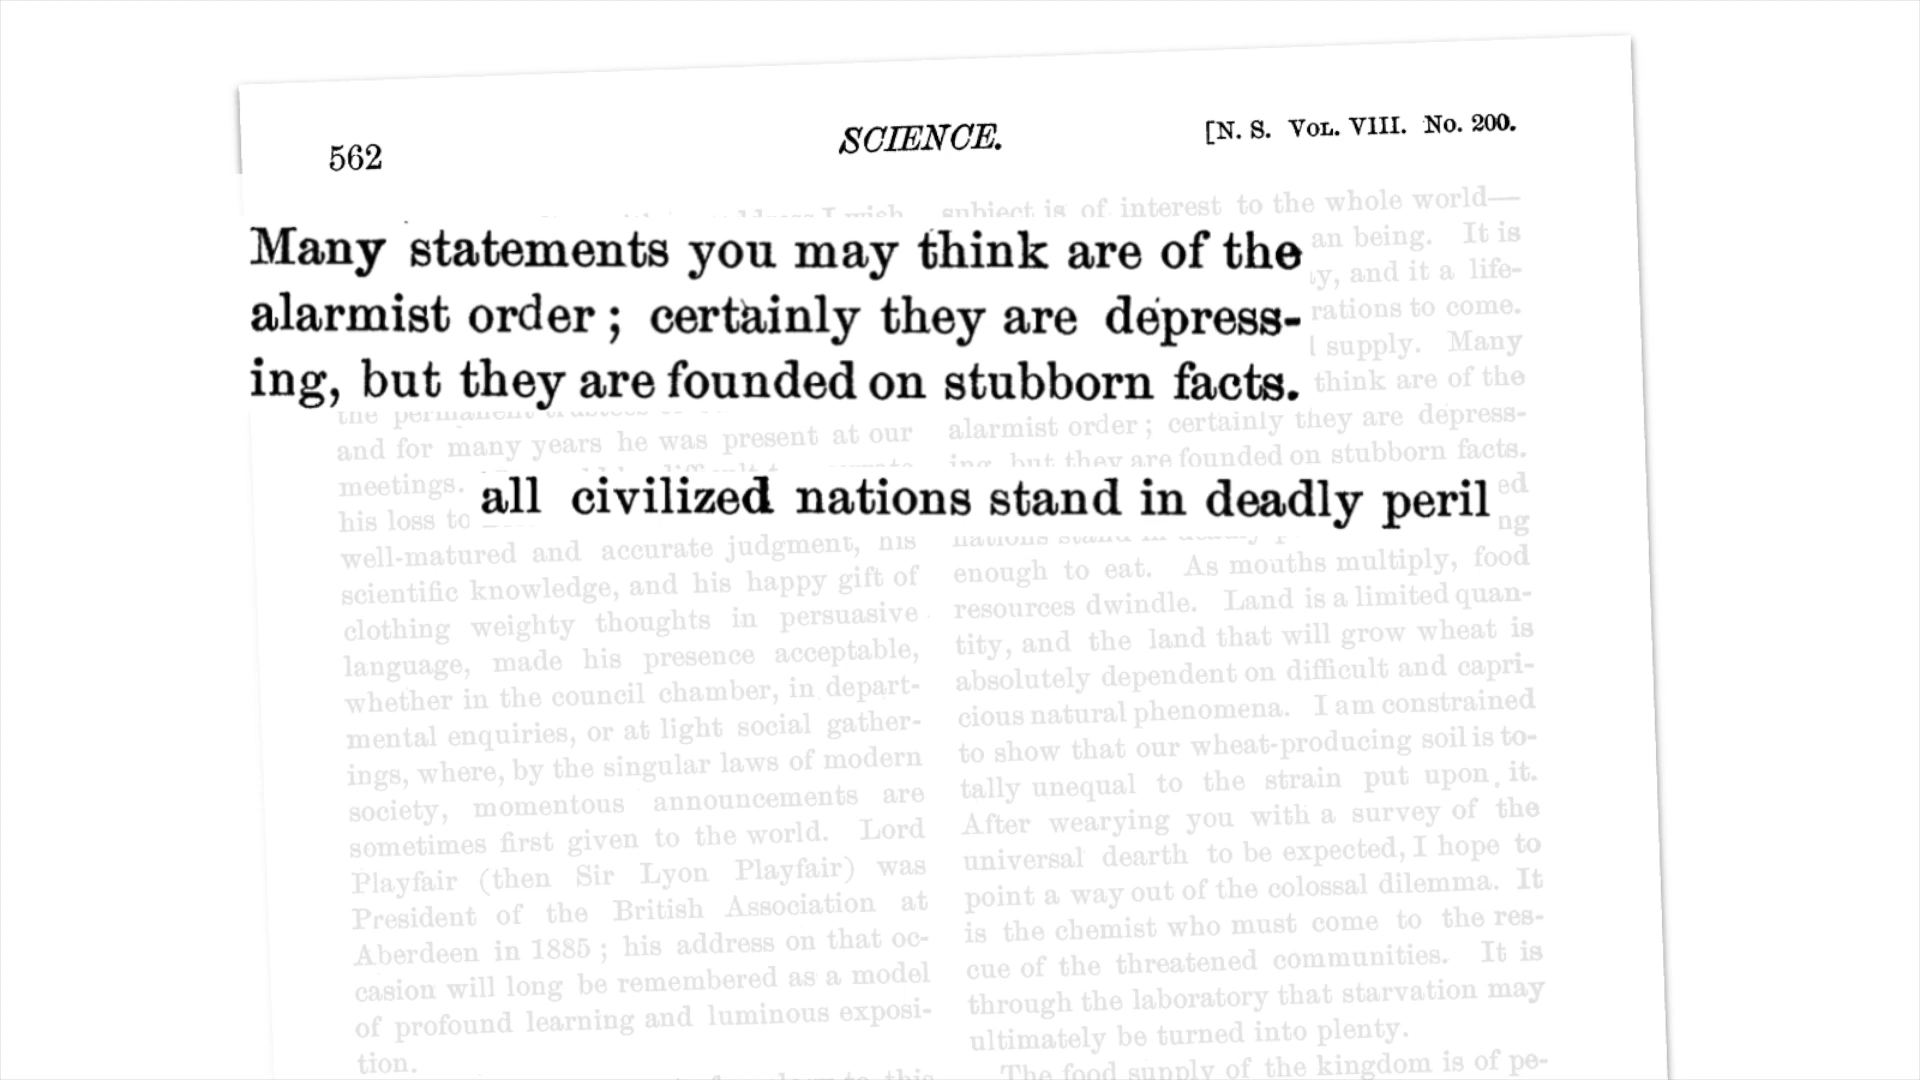 562
SCIENCE.
[N. S. VOL. VIII. No. 200.
Many statements you may think are of the
alarmist order ; certainly they are depress-
ing, but they are founded on stubborn facts.
all civilized nations stand in deadly peril
and for many years he was present at our
meetings.
his loss to
well-matured and accurate judgment, his
scientific knowledge, and his happy gift of
clothing weighty thoughts in persuasive
language, made his presence acceptable,
whether in the council chamber, in depart-
mental enquiries, or at light social gather-
ings, where, by the singular laws of modern
society, momentous announcements are
sometimes first given to the world. Lord
Playfair (then Sir Lyon Playfair) was
President of the British Association at
Aberdeen in 1885 ; his address on that oc-
casion will long be remembered as a model
of profound learning and luminous exposi-
tion.
subject is of interest to the whole world—
an being. It is
y, and it a life-
rations to come.
supply. Many
think are of the
alarmist order ; certainly they are depress-
ing, but they are founded on stubborn facts.
ed
ng
nations stand in
enough to eat. As mouths multiply, food
resources dwindle. Land is a limited quan-
tity, and the land that will grow wheat is
absolutely dependent on difficult and capri-
cious natural phenomena. I am constrained
to show that our wheat-producing soil is to-
tally unequal to the strain put upon it.
After wearying you with a survey of the
universal dearth to be expected, I hope to
point a way out of the colossal dilemma. It
is the chemist who must come to the res-
cue of the threatened communities. It is
through the laboratory that starvation may
ultimately be turned into plenty.
The food supply of the kingdom is of pe-